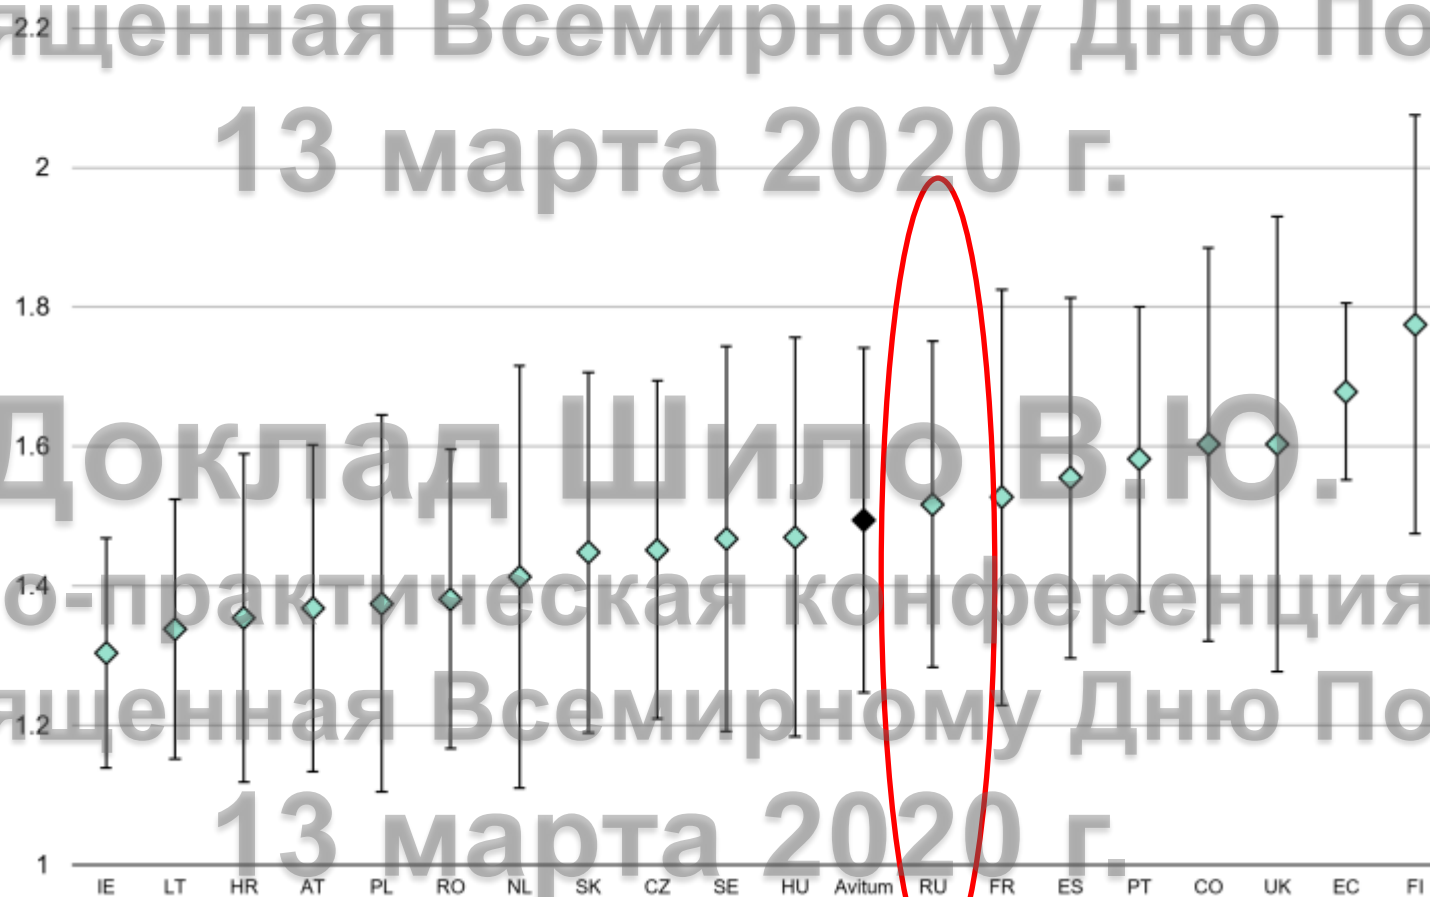 2.2
ященная Всемирному Дню По
13 марта 2020 г.
2
1.8
Доклад Шило В.Ю.
1.6
1.4
о-практическая конференция
ященная Всемирному Дню По
1.2
13 марта 2020 г.
1
IE LT HR AT PL RO NL SK CZ SE HU Avitum RU FR ES PT CO UK EC FI